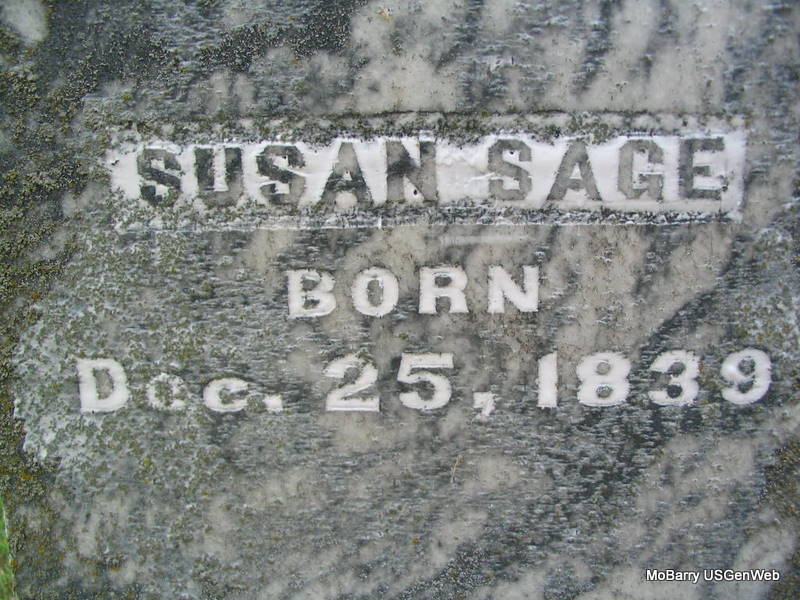 SUSAN SAGE
BORN
Dec. 25, 1839
MoBarry USGenWeb